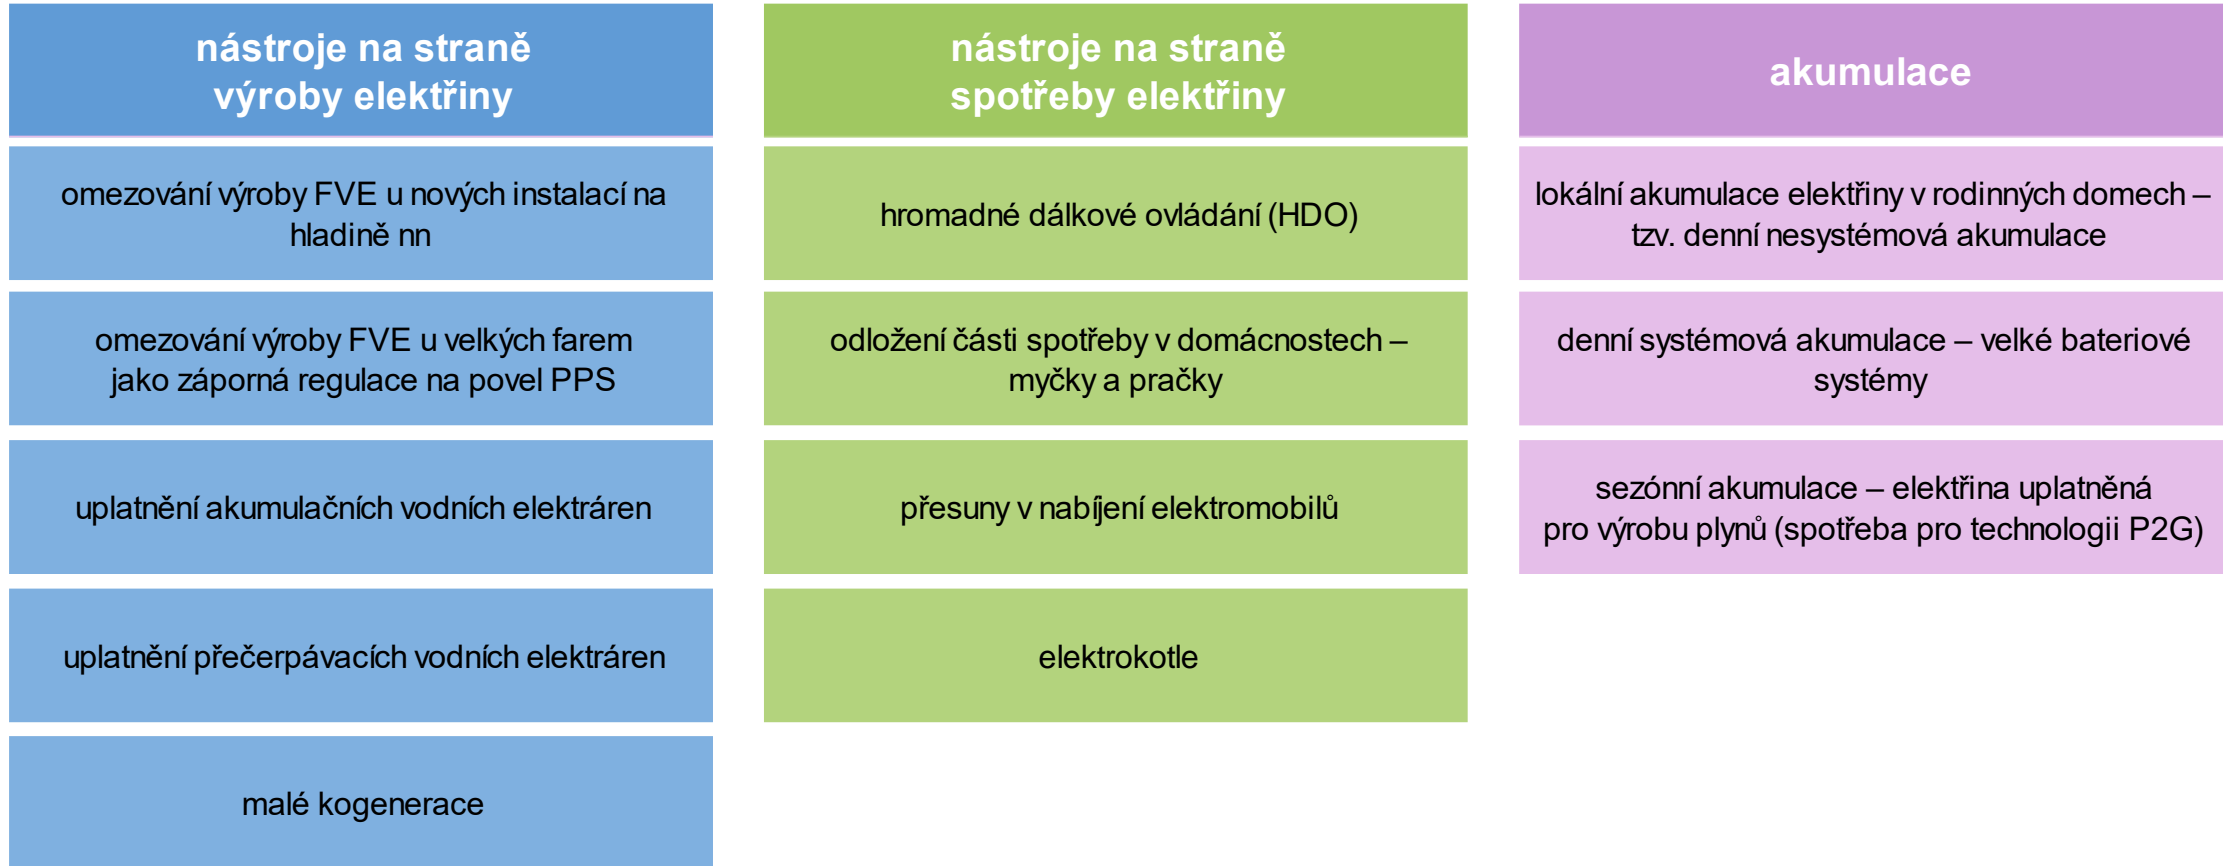 nástroje na straně
výroby elektřiny
omezování výroby FVE u nových instalací na
hladině nn
omezování výroby FVE u velkých farem
jako záporná regulace na povel PPS
uplatnění akumulačních vodních elektráren
uplatnění přečerpávacích vodních elektráren
malé kogenerace
nástroje na straně
spotřeby elektřiny
hromadné dálkové ovládání (HDO)
odložení části spotřeby v domácnostech –
myčky a pračky
přesuny v nabíjení elektromobilů
elektrokotle
akumulace
lokální akumulace elektřiny v rodinných domech –
tzv. denní nesystémová akumulace
denní systémová akumulace – velké bateriové
systémy
sezónní akumulace – elektřina uplatněná
pro výrobu plynů (spotřeba pro technologii P2G)